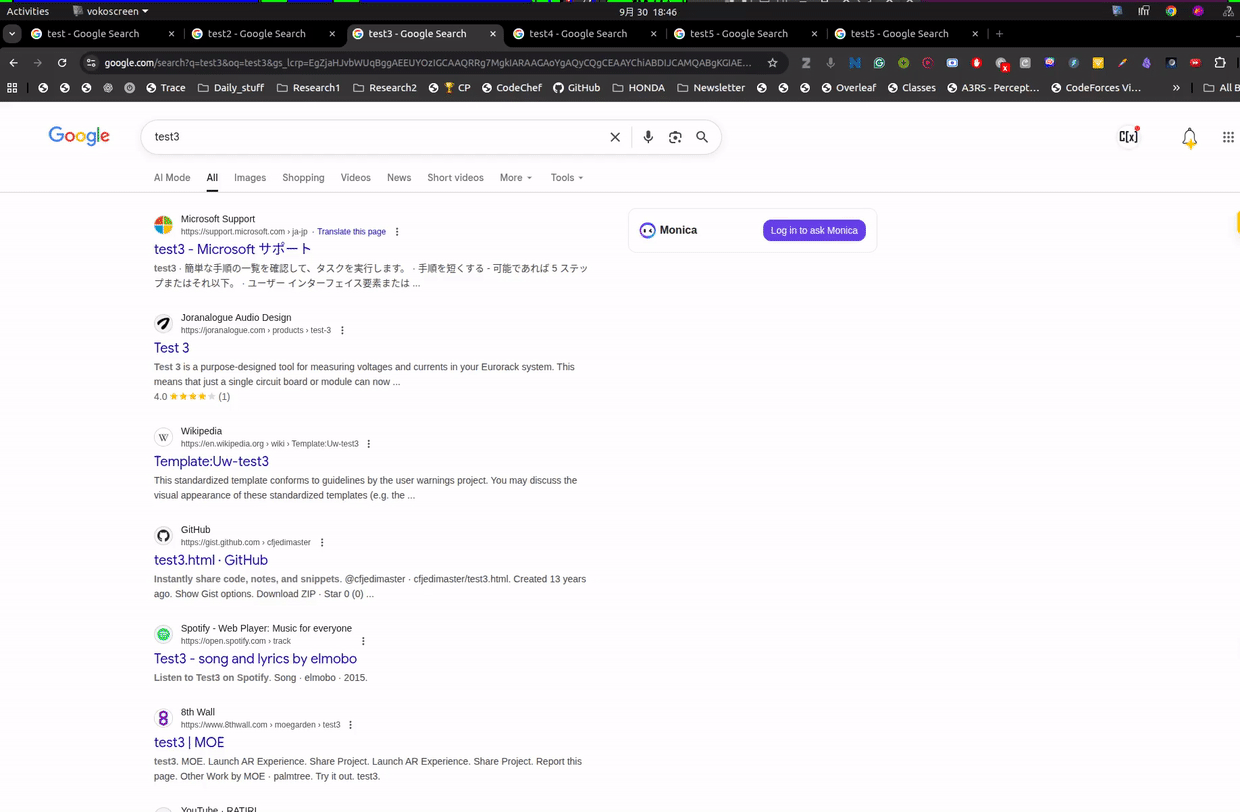 Activities vokoscreen 9月 30 18:46
test - Google Search test2 - Google Search test3 - Google Search test4 - Google Search test5 - Google Search test5 - Google Search
google.com/search?q=test3&oq=test3&gs_lcrp=
Trace Daily_stuff Research1 Research2 CP CodeChef GitHub HONDA Newsletter Overleaf Classes A3RS - Percept... CodeForces Vi... » All B
Google test3 C[x]
AI Mode All Images Shopping Videos News Short videos More Tools
Microsoft Support
https://support.microsoft.com › ja-jp · Translate this page
test3 - Microsoft サポート
test3 · 簡単な手順の一覧を確認して、タスクを実行します。 · 手順を短くする - 可能であれば 5 ステッ
プまたはそれ以下。 · ユーザー インターフェイス要素または ...
Monica Log in to ask Monica
Joranalogue Audio Design
https://joranalogue.com › products › test-3
Test 3
Test 3 is a purpose-designed tool for measuring voltages and currents in your Eurorack system. This
means that just a single circuit board or module can now ...
4.0 (1)
Wikipedia
https://en.wikipedia.org › wiki › Template:Uw-test3
Template:Uw-test3
This standardized template conforms to guidelines by the user warnings project. You may discuss the
visual appearance of these standardized templates (e.g. the ...
GitHub
https://gist.github.com › cfjedimaster
test3.html · GitHub
Instantly share code, notes, and snippets. @cfjedimaster · cfjedimaster/test3.html. Created 13 years
ago. Show Gist options. Download ZIP · Star 0 (0) ...
Spotify - Web Player: Music for everyone
https://open.spotify.com › track
Test3 - song and lyrics by elmobo
Listen to Test3 on Spotify. Song · elmobo · 2015.
8th Wall
https://www.8thwall.com › moegarden › test3
test3 | MOE
test3. MOE. Launch AR Experience. Share Project. Launch AR Experience. Share Project. Report this
page. Other Work by MOE · palmtree. Try it out. test3.
YouTube · RATIRL